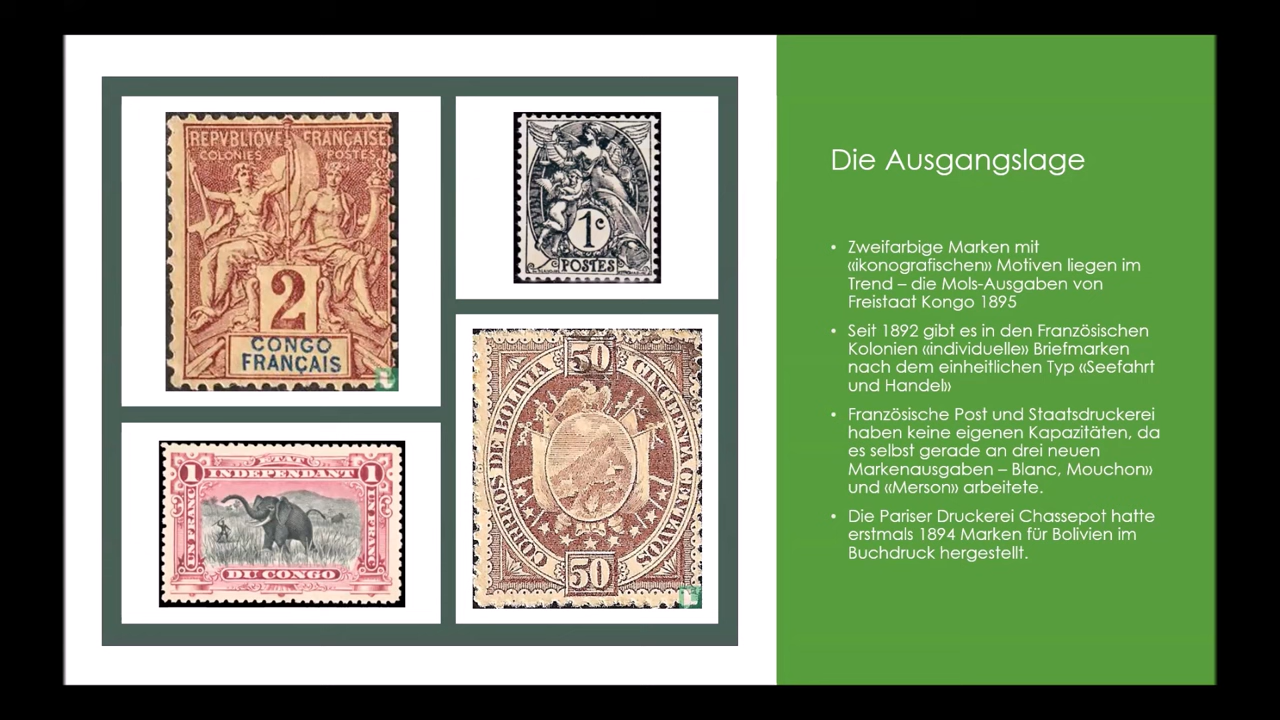 REPVBLIQVE FRANÇAISE
COLONIES POSTES
2
CONGO
FRANÇAIS
1c
POSTES
ETAT
1 INDEPENDANT 1
UN FRANC UN FRANC
DU CONGO
50
CORREOS DE BOLIVIA CINCUENTA CENTAVOS
50
Die Ausgangslage
• Zweifarbige Marken mit
«ikonografischen» Motiven liegen im
Trend – die Mols-Ausgaben von
Freistaat Kongo 1895
• Seit 1892 gibt es in den Französischen
Kolonien «individuelle» Briefmarken
nach dem einheitlichen Typ «Seefahrt
und Handel»
• Französische Post und Staatsdruckerei
haben keine eigenen Kapazitäten, da
es selbst gerade an drei neuen
Markenausgaben – Blanc, Mouchon»
und «Merson» arbeitete.
• Die Pariser Druckerei Chassepot hatte
erstmals 1894 Marken für Bolivien im
Buchdruck hergestellt.